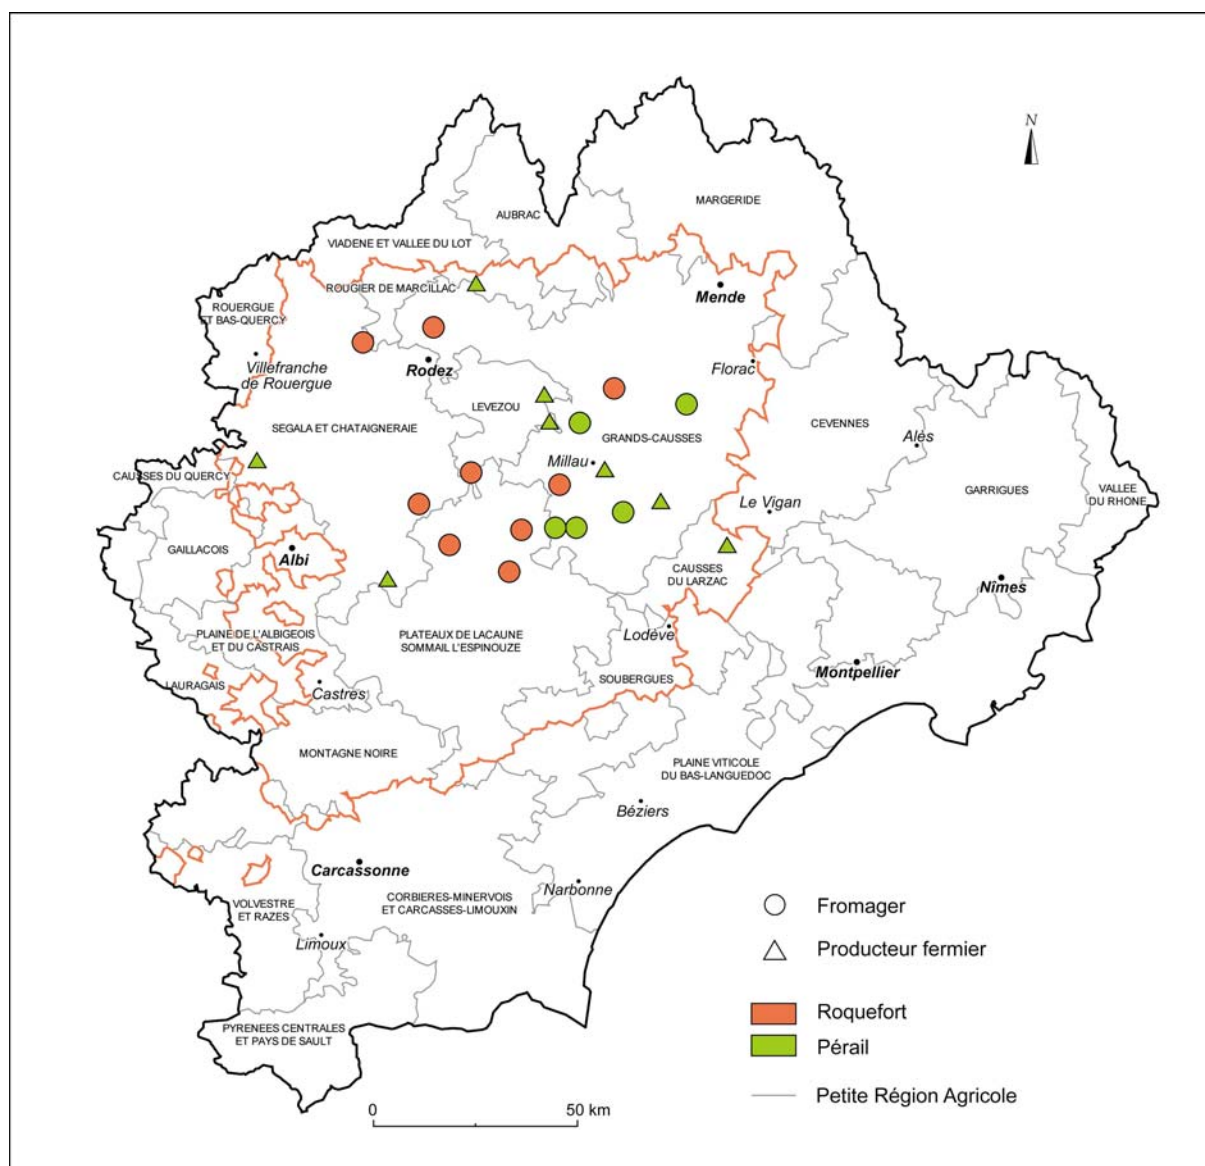 N
MARGERIDE
AUBRAC
VIADENE ET VALLEE DU LOT
ROUGIER DE MARCILLAC
Mende
ROUERGUE
ET BAS-QUERCY
Villefranche
de Rouergue
Rodez
Florac
LEVEZOU
SEGALA ET CHATAIGNERAIE
GRANDS-CAUSSES
CEVENNES
Alès
Millau
CAUSSES DU QUERCY
GARRIGUES
VALLEE
DU RHONE
Le Vigan
GAILLACOIS
Albi
CAUSSES
DU LARZAC
Nîmes
PLAINE DE L'ALBIGEOIS
ET DU CASTRAIS
PLATEAUX DE LACAUNE
SOMMAIL L'ESPINOUZE
Lodève
Montpellier
LAURAGAIS
Castres
SOUBERGUES
MONTAGNE NOIRE
PLAINE VITICOLE
DU BAS-LANGUEDOC
Béziers
Carcassonne
CORBIERES-MINERVOIS
ET CARCASSES-LIMOUXIN
Narbonne
VOLVESTRE
ET RAZES
Limoux
PYRENEES CENTRALES
ET PAYS DE SAULT
Fromager
Producteur fermier
Roquefort
Pérail
Petite Région Agricole
0 50 km